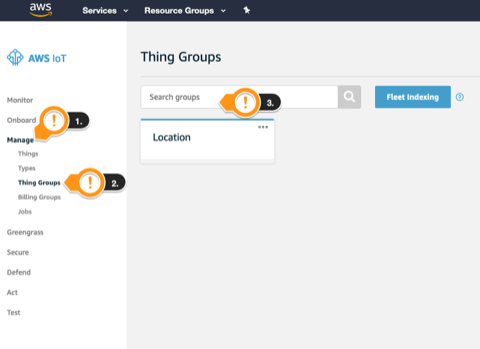 aws Services Resource Groups
AWS IoT
Thing Groups
Search groups ! 3. Fleet Indexing ?
Location
Monitor
Onboard ! 1.
Manage
Things
Types
Thing Groups ! 2.
Billing Groups
Jobs
Greengrass
Secure
Defend
Act
Test